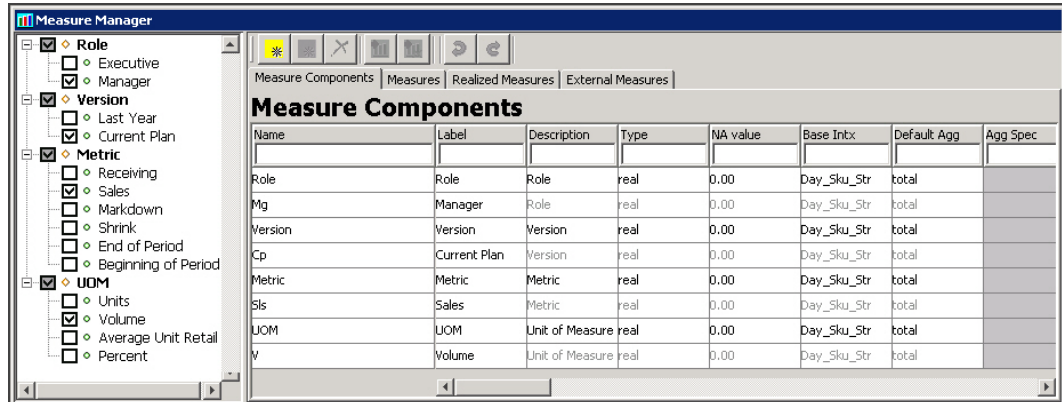 Measure Manager
Role
Executive
Manager
Version
Last Year
Current Plan
Metric
Receiving
Sales
Markdown
Shrink
End of Period
Beginning of Period
UOM
Units
Volume
Average Unit Retail
Percent
Measure Components Measures Realized Measures External Measures
Measure Components
Name Label Description Type NA value Base Intx Default Agg Agg Spec
Role Role Role real 0.00 Day_Sku_Str total
Mg Manager Role real 0.00 Day_Sku_Str total
Version Version Version real 0.00 Day_Sku_Str total
Cp Current Plan Version real 0.00 Day_Sku_Str total
Metric Metric Metric real 0.00 Day_Sku_Str total
Sls Sales Metric real 0.00 Day_Sku_Str total
UOM UOM Unit of Measure real 0.00 Day_Sku_Str total
V Volume Unit of Measure real 0.00 Day_Sku_Str total